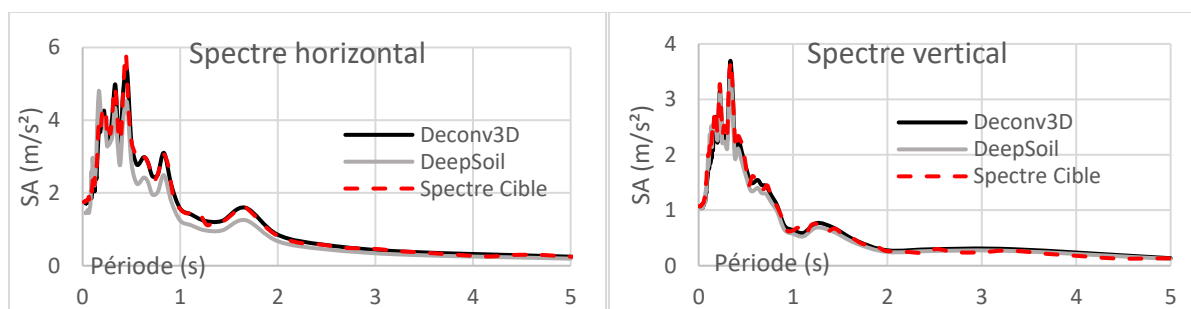 Spectre horizontal
SA (m/s²)
6
4
2
0
Deconv3D
DeepSoil
Spectre Cible
Période (s)
0 1 2 3 4 5
Spectre vertical
SA (m/s²)
4
3
2
1
0
Deconv3D
DeepSoil
Spectre Cible
Période (s)
0 1 2 3 4 5